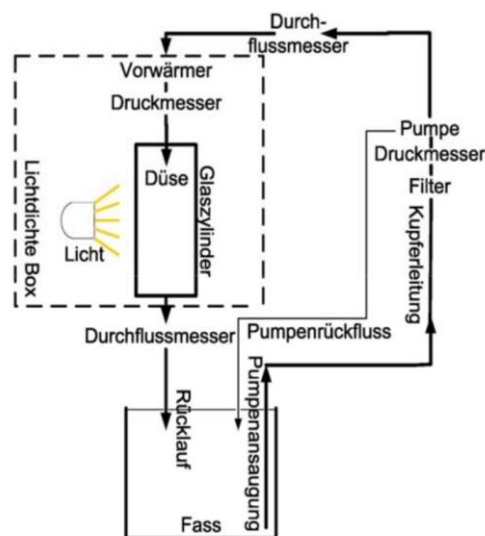 Durch-
flussmesser
Vorwärmer
Druckmesser
Pumpe
Druckmesser
Filter
Kupferleitung
Düse
Glaszylinder
Lichtdichte Box
Licht
Durchflussmesser
Pumpenrückfluss
Rücklauf
Pumpenansaugung
Fass